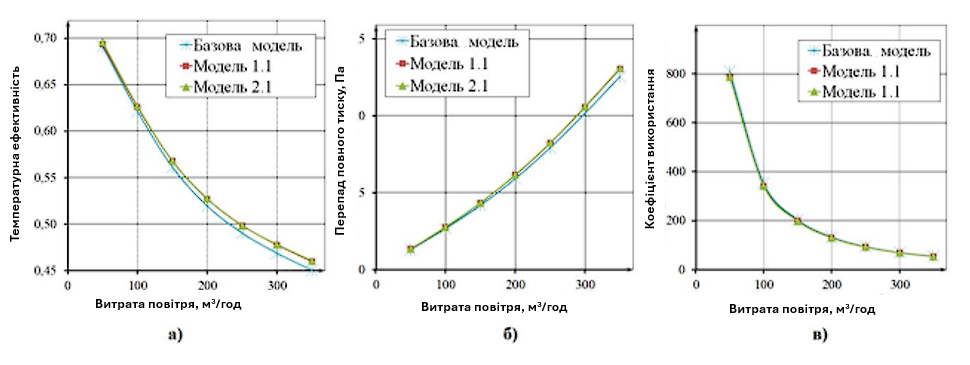 Температурна ефективність
0,70
0,65
0,60
0,55
0,50
0,45
0
100
200
300
Базова модель
Модель 1.1
Модель 2.1
Витрата повітря, м³/год
а)
Перепад повного тиску, Па
5
0
5
0
0
100
200
300
Базова модель
Модель 1.1
Модель 2.1
Витрата повітря, м³/год
б)
Коефіцієнт використання
800
600
400
200
0
0
100
200
300
Базова. модель
Модель 1.1
Модель 1.1
Витрата повітря, м³/год
в)